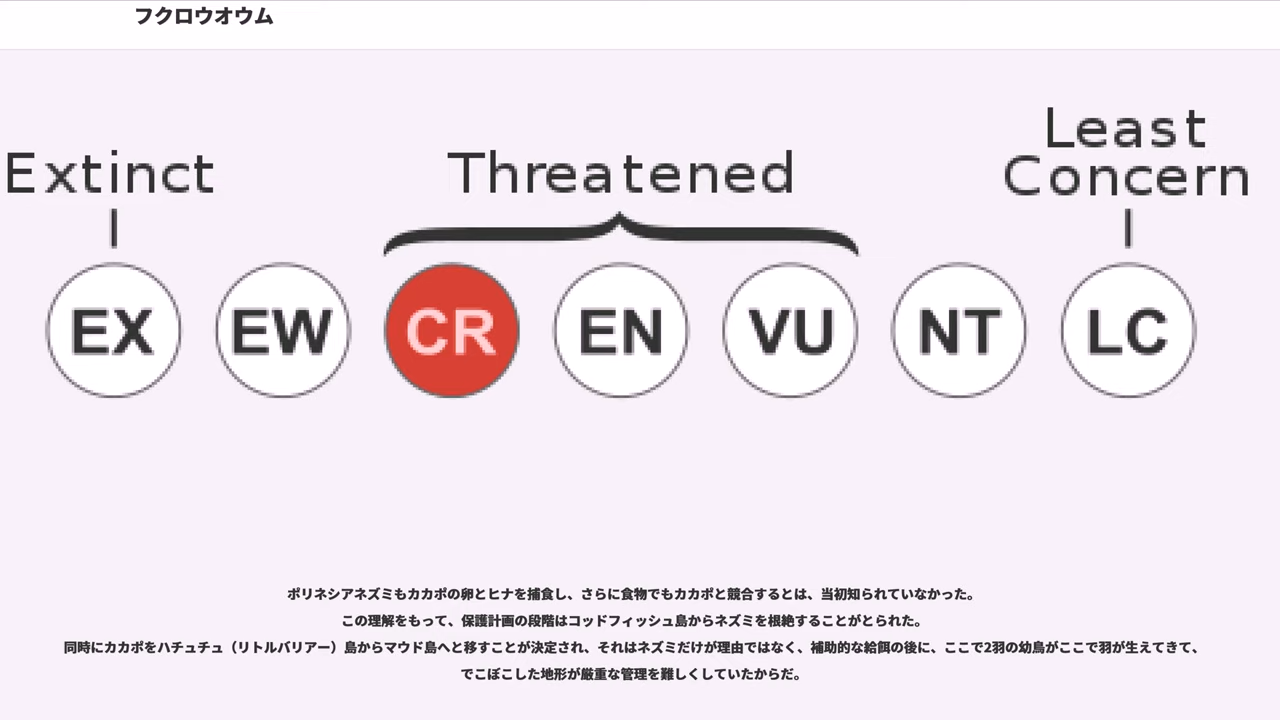 フクロウオウム
Least
Extinct Threatened Concern
EX EW CR EN VU NT LC
ポリネシアネズミもカカポの卵とヒナを捕食し、さらに食物でもカカポと競合するとは、当初知られていなかった。
この理解をもって、保護計画の段階はコッドフィッシュ島からネズミを根絶することがとられた。
同時にカカポをハチュチュ（リトルバリアー）島からマウド島へと移すことが決定され、それはネズミだけが理由ではなく、補助的な給餌の後に、ここで2羽の幼鳥がここで羽が生えてきて、
でこぼこした地形が厳重な管理を難しくしていたからだ。